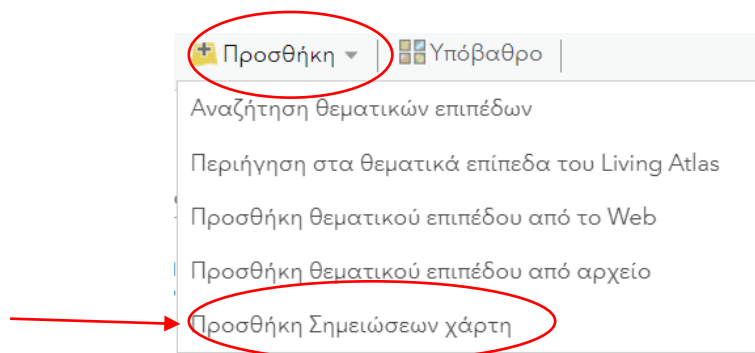 Προσθήκη Υπόβαθρο
Αναζήτηση θεματικών επιπέδων
Περιήγηση στα θεματικά επίπεδα του Living Atlas
Προσθήκη θεματικού επιπέδου από το Web
Προσθήκη θεματικού επιπέδου από αρχείο
Προσθήκη Σημειώσεων χάρτη